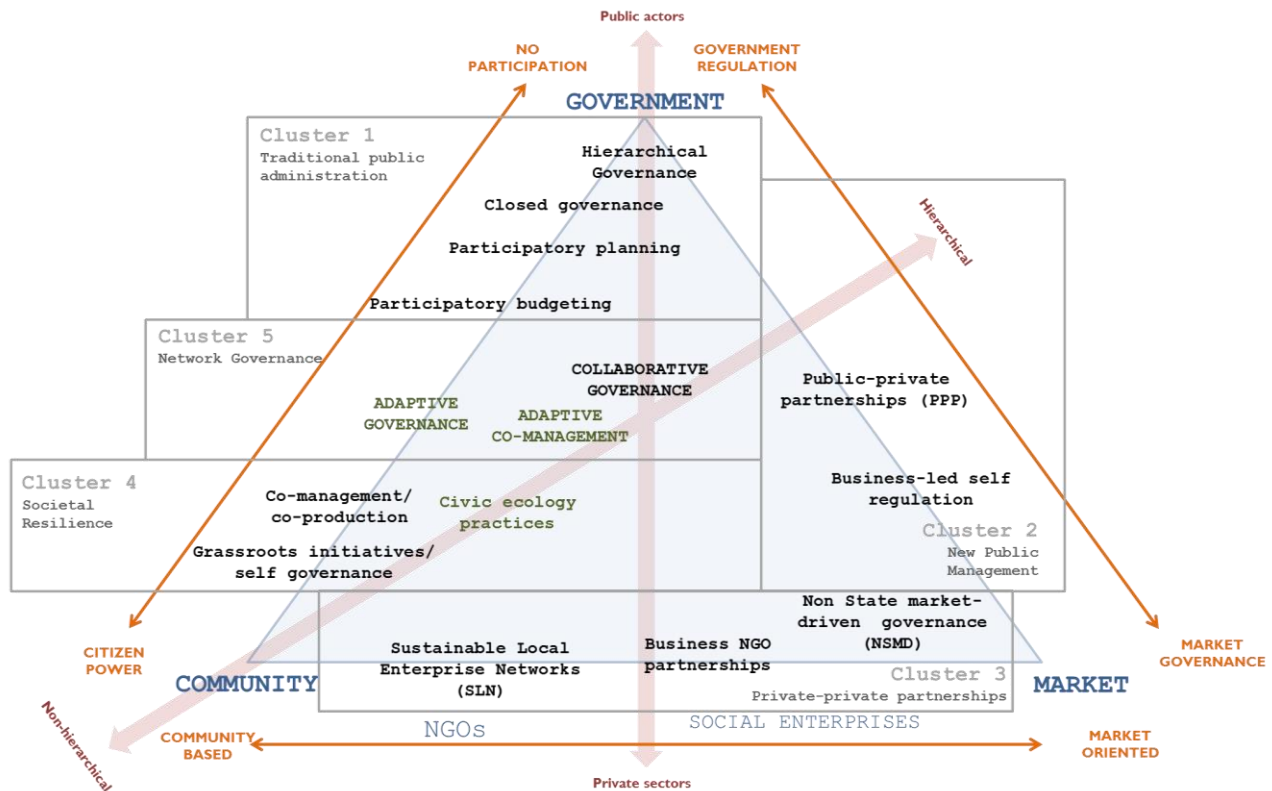 Public actors
NO
PARTICIPATION
GOVERNMENT
REGULATION
GOVERNMENT
Cluster 1
Traditional public
administration
Hierarchical
Governance
Closed governance
Participatory planning
Participatory budgeting
Hierarchical
Cluster 5
Network Governance
COLLABORATIVE
GOVERNANCE
ADAPTIVE
GOVERNANCE
ADAPTIVE
CO-MANAGEMENT
Public-private
partnerships (PPP)
Cluster 4
Societal
Resilience
Co-management/
co-production
Civic ecology
practices
Grassroots initiatives/
self governance
Business-led self
regulation
Cluster 2
New Public
Management
Non State market-
driven governance
(NSMD)
Business NGO
partnerships
Sustainable Local
Enterprise Networks
(SLN)
Cluster 3
Private-private partnerships
CITIZEN
POWER
MARKET
GOVERNANCE
COMMUNITY
MARKET
Non-hierarchical
COMMUNITY
BASED
NGOs
SOCIAL ENTERPRISES
MARKET
ORIENTED
Private sectors